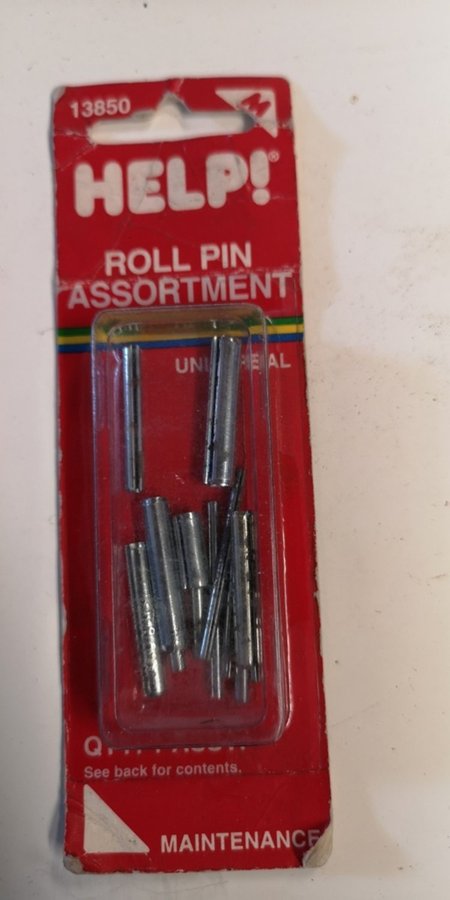 13850
HELP!®
ROLL PIN
ASSORTMENT
See back for contents.
MAINTENANCE